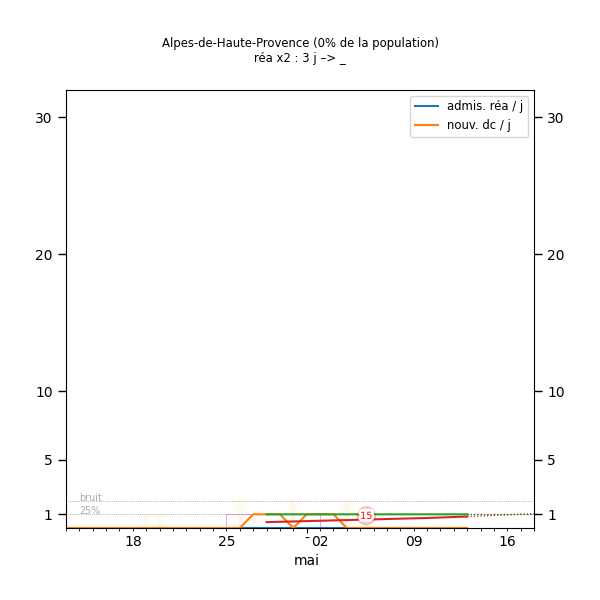 Alpes-de-Haute-Provence (0% de la population)
réa x2 : 3 j –> _
admis. réa / j
nouv. dc / j
30 30
20 20
10 10
5 5
bruit
25%
1 15 1
18 25 02 09 16
mai